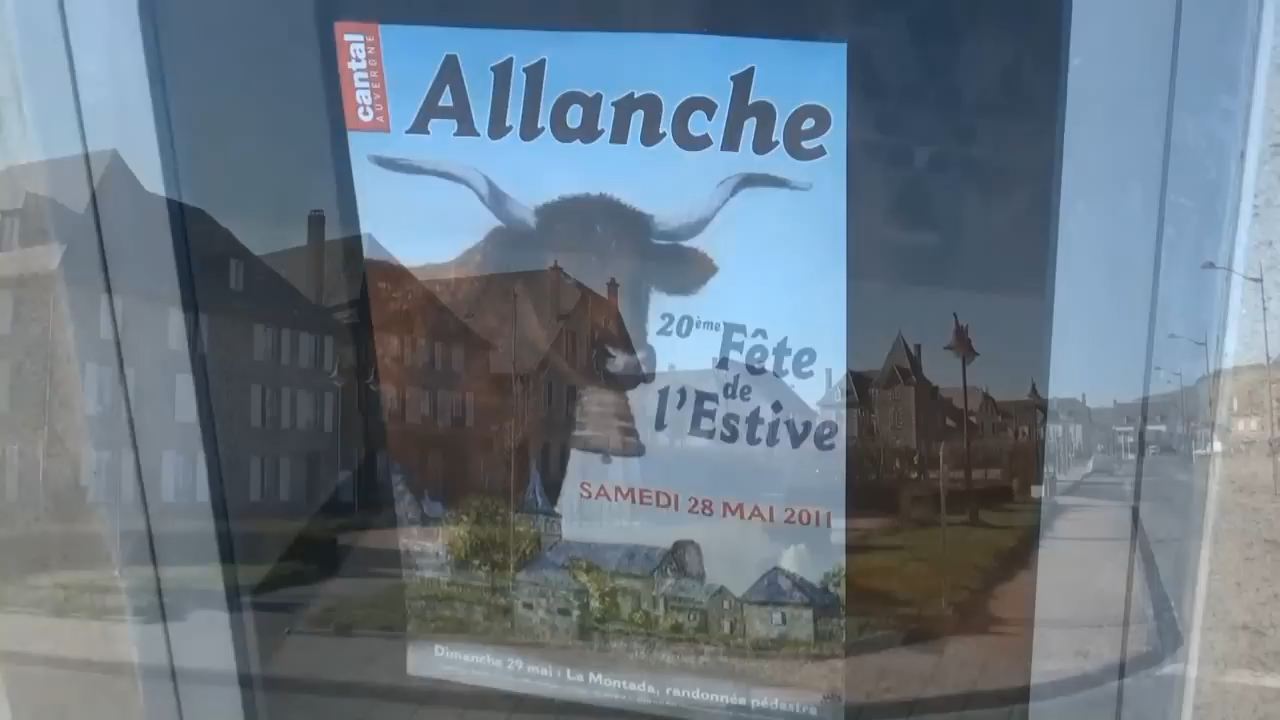 cantal
AUVERGNE
Allanche
20ème Fête
de
l'Estive
SAMEDI 28 MAI 2011
Dimanche 29 mai : La Montada, randonnée pédestre